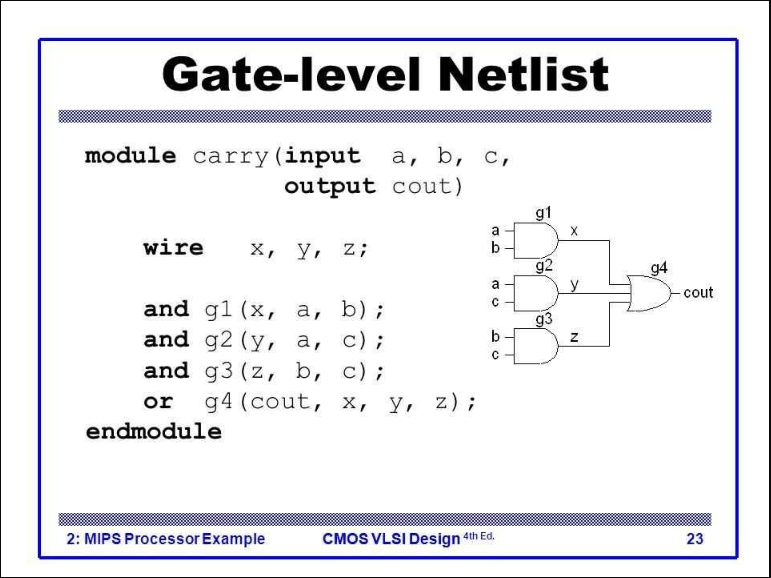 Gate-level Netlist
module carry(input a, b, c,
output cout)
wire x, y, z;
and g1(x, a, b);
and g2(y, a, c);
and g3(z, b, c);
or g4(cout, x, y, z);
endmodule
g1
a
b
x
g2
a
c
y
g3
b
c
z
g4
cout
2: MIPS Processor Example
CMOS VLSI Design 4th Ed.
23